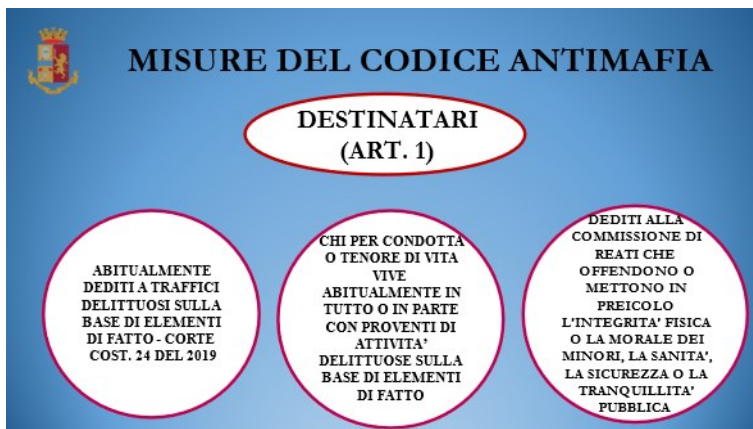 MISURE DEL CODICE ANTIMAFIA
DESTINATARI
(ART. 1)
ABITUALMENTE
DEDITI A TRAFFICI
DELITTUOSI SULLA
BASE DI ELEMENTI
DI FATTO - CORTE
COST. 24 DEL 2019
CHI PER CONDOTTA
O TENORE DI VITA
VIVE
ABITUALMENTE IN
TUTTO O IN PARTE
CON PROVENTI DI
ATTIVITA'
DELITTUOSE SULLA
BASE DI ELEMENTI
DI FATTO
DEDITI ALLA
COMMISSIONE DI
REATI CHE
OFFENDONO O
METTONO IN
PREICOLO
L'INTEGRITA' FISICA
O LA MORALE DEI
MINORI, LA SANITA',
LA SICUREZZA O LA
TRANQUILLITA'
PUBBLICA